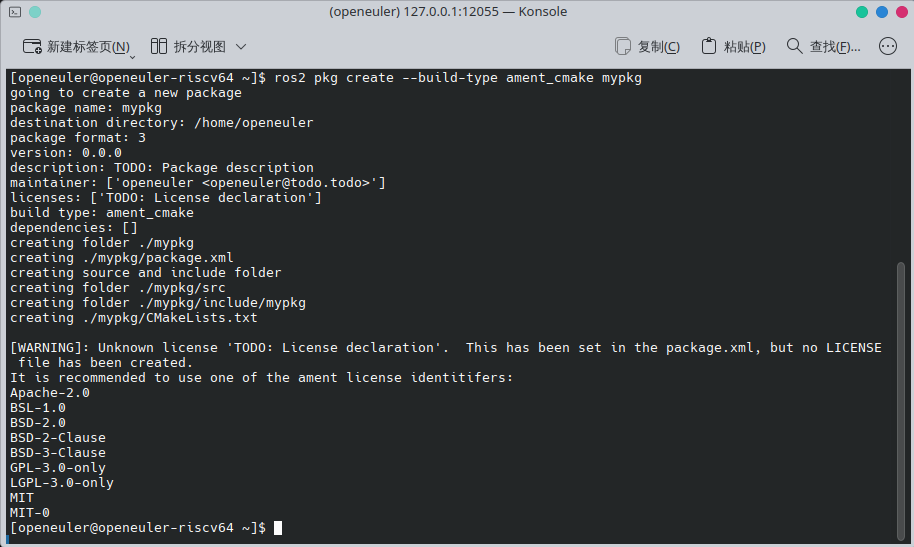 (openeuler) 127.0.0.1:12055 — Konsole
新建标签页(N) 拆分视图 复制(C) 粘贴(P) 查找(F)...
[openeuler@openeuler-riscv64 ~]$ ros2 pkg create --build-type ament_cmake mypkg
going to create a new package
package name: mypkg
destination directory: /home/openeuler
package format: 3
version: 0.0.0
description: TODO: Package description
maintainer: ['openeuler <openeuler@todo.todo>']
licenses: ['TODO: License declaration']
build type: ament_cmake
dependencies: []
creating folder ./mypkg
creating ./mypkg/package.xml
creating source and include folder
creating folder ./mypkg/src
creating folder ./mypkg/include/mypkg
creating ./mypkg/CMakeLists.txt

[WARNING]: Unknown license 'TODO: License declaration'.  This has been set in the package.xml, but no LICENSE
 file has been created.
It is recommended to use one of the ament license identitifers:
Apache-2.0
BSL-1.0
BSD-2.0
BSD-2-Clause
BSD-3-Clause
GPL-3.0-only
LGPL-3.0-only
MIT
MIT-0
[openeuler@openeuler-riscv64 ~]$